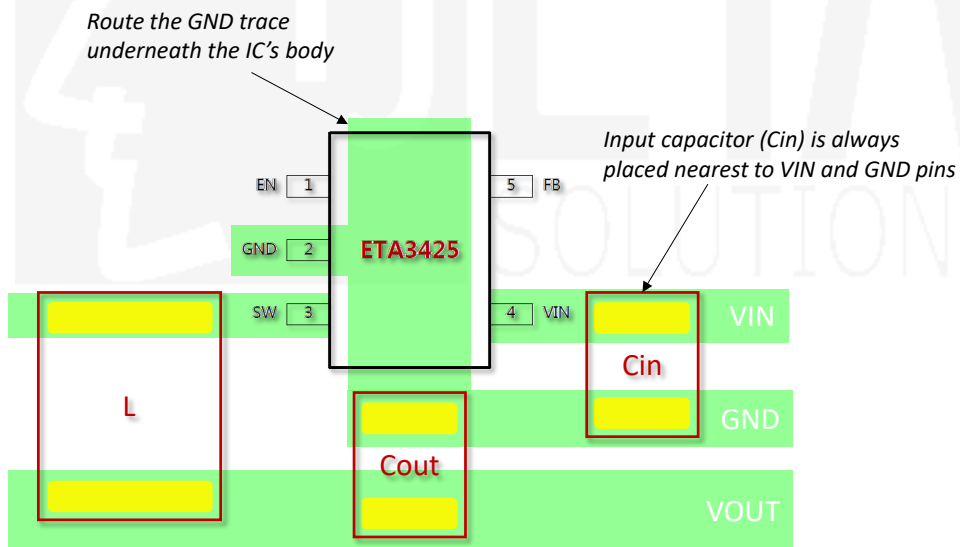 Route the GND trace
underneath the IC's body
Input capacitor (Cin) is always
placed nearest to VIN and GND pins
EN 1
5 FB
GND 2
ETA3425
SW 3
4 VIN
VIN
Cin
L
GND
Cout
VOUT
SOLUTION